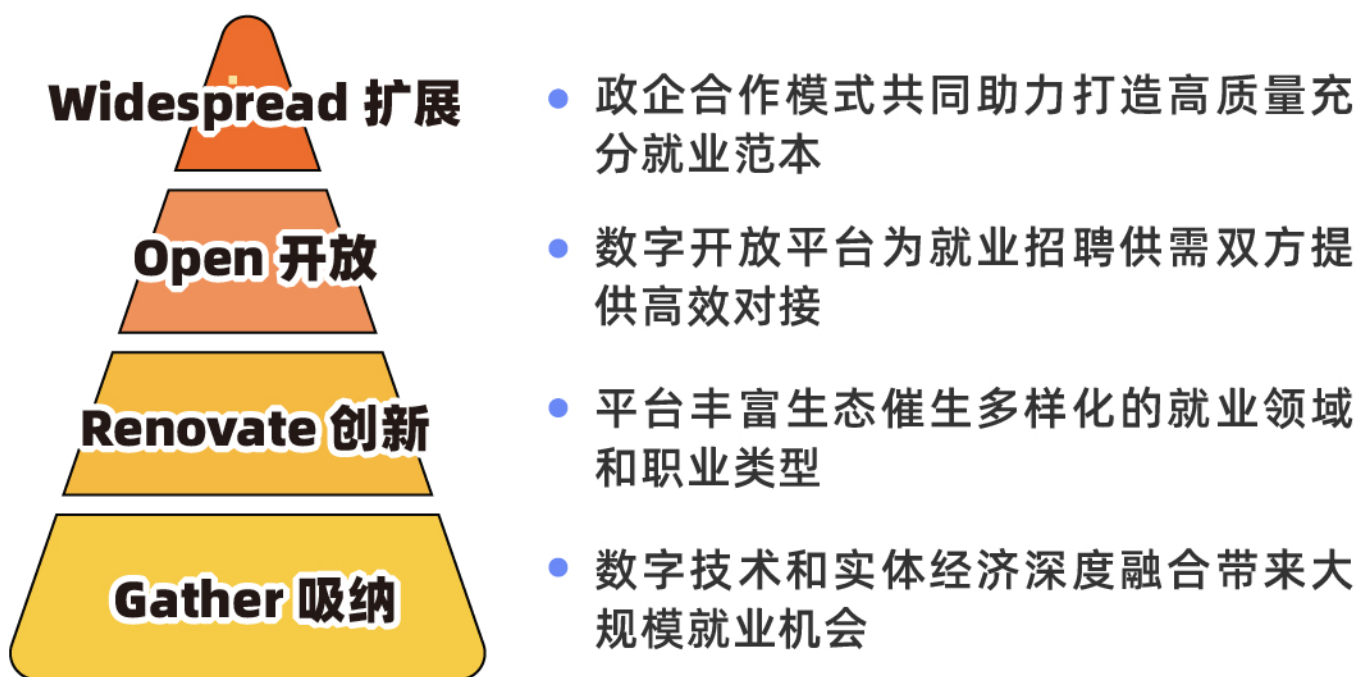 Widespread 扩展
政企合作模式共同助力打造高质量充
分就业范本
Open 开放
数字开放平台为就业招聘供需双方提
供高效对接
Renovate 创新
平台丰富生态催生多样化的就业领域
和职业类型
Gather 吸纳
数字技术和实体经济深度融合带来大
规模就业机会